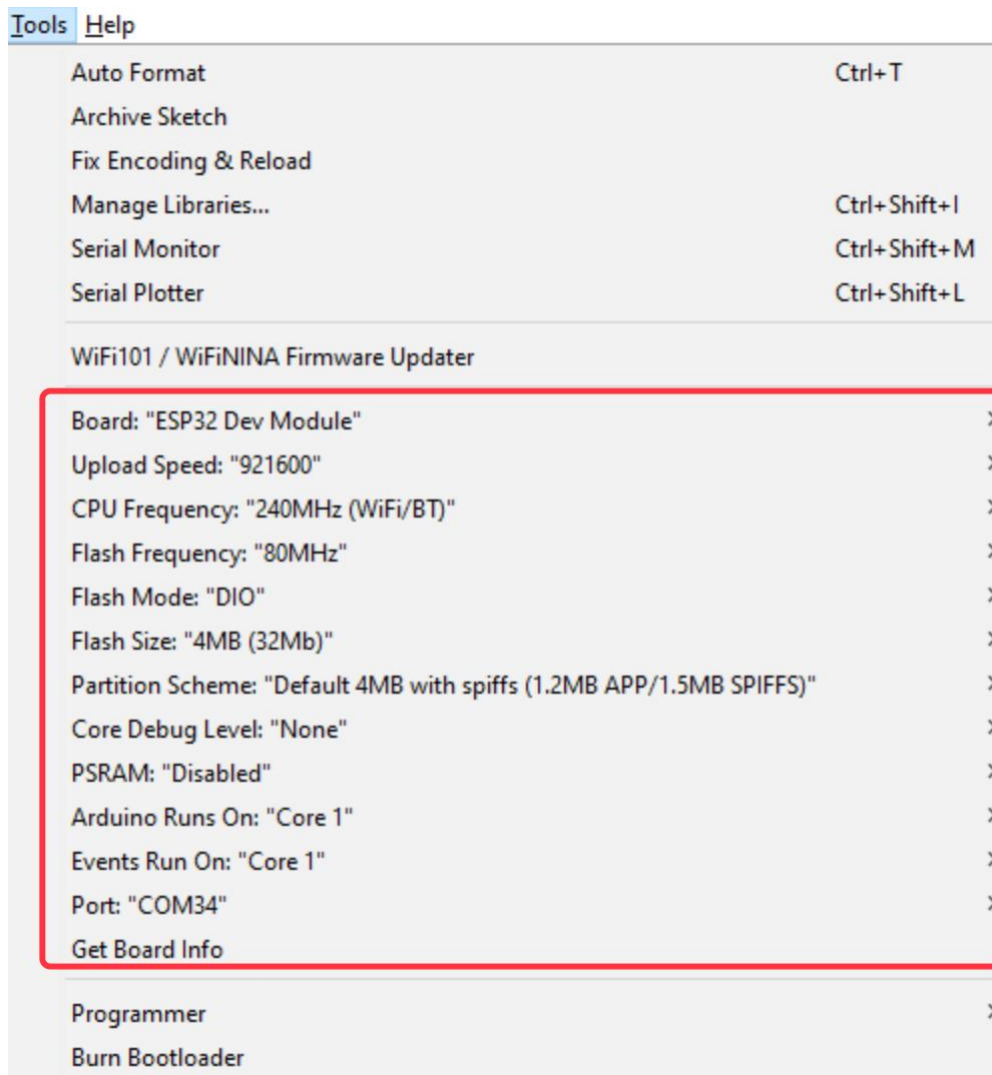 Tools Help
Auto Format Ctrl+T
Archive Sketch
Fix Encoding & Reload
Manage Libraries... Ctrl+Shift+I
Serial Monitor Ctrl+Shift+M
Serial Plotter Ctrl+Shift+L
WiFi101 / WiFiNINA Firmware Updater
Board: "ESP32 Dev Module"
Upload Speed: "921600"
CPU Frequency: "240MHz (WiFi/BT)"
Flash Frequency: "80MHz"
Flash Mode: "DIO"
Flash Size: "4MB (32Mb)"
Partition Scheme: "Default 4MB with spiffs (1.2MB APP/1.5MB SPIFFS)"
Core Debug Level: "None"
PSRAM: "Disabled"
Arduino Runs On: "Core 1"
Events Run On: "Core 1"
Port: "COM34"
Get Board Info
Programmer
Burn Bootloader